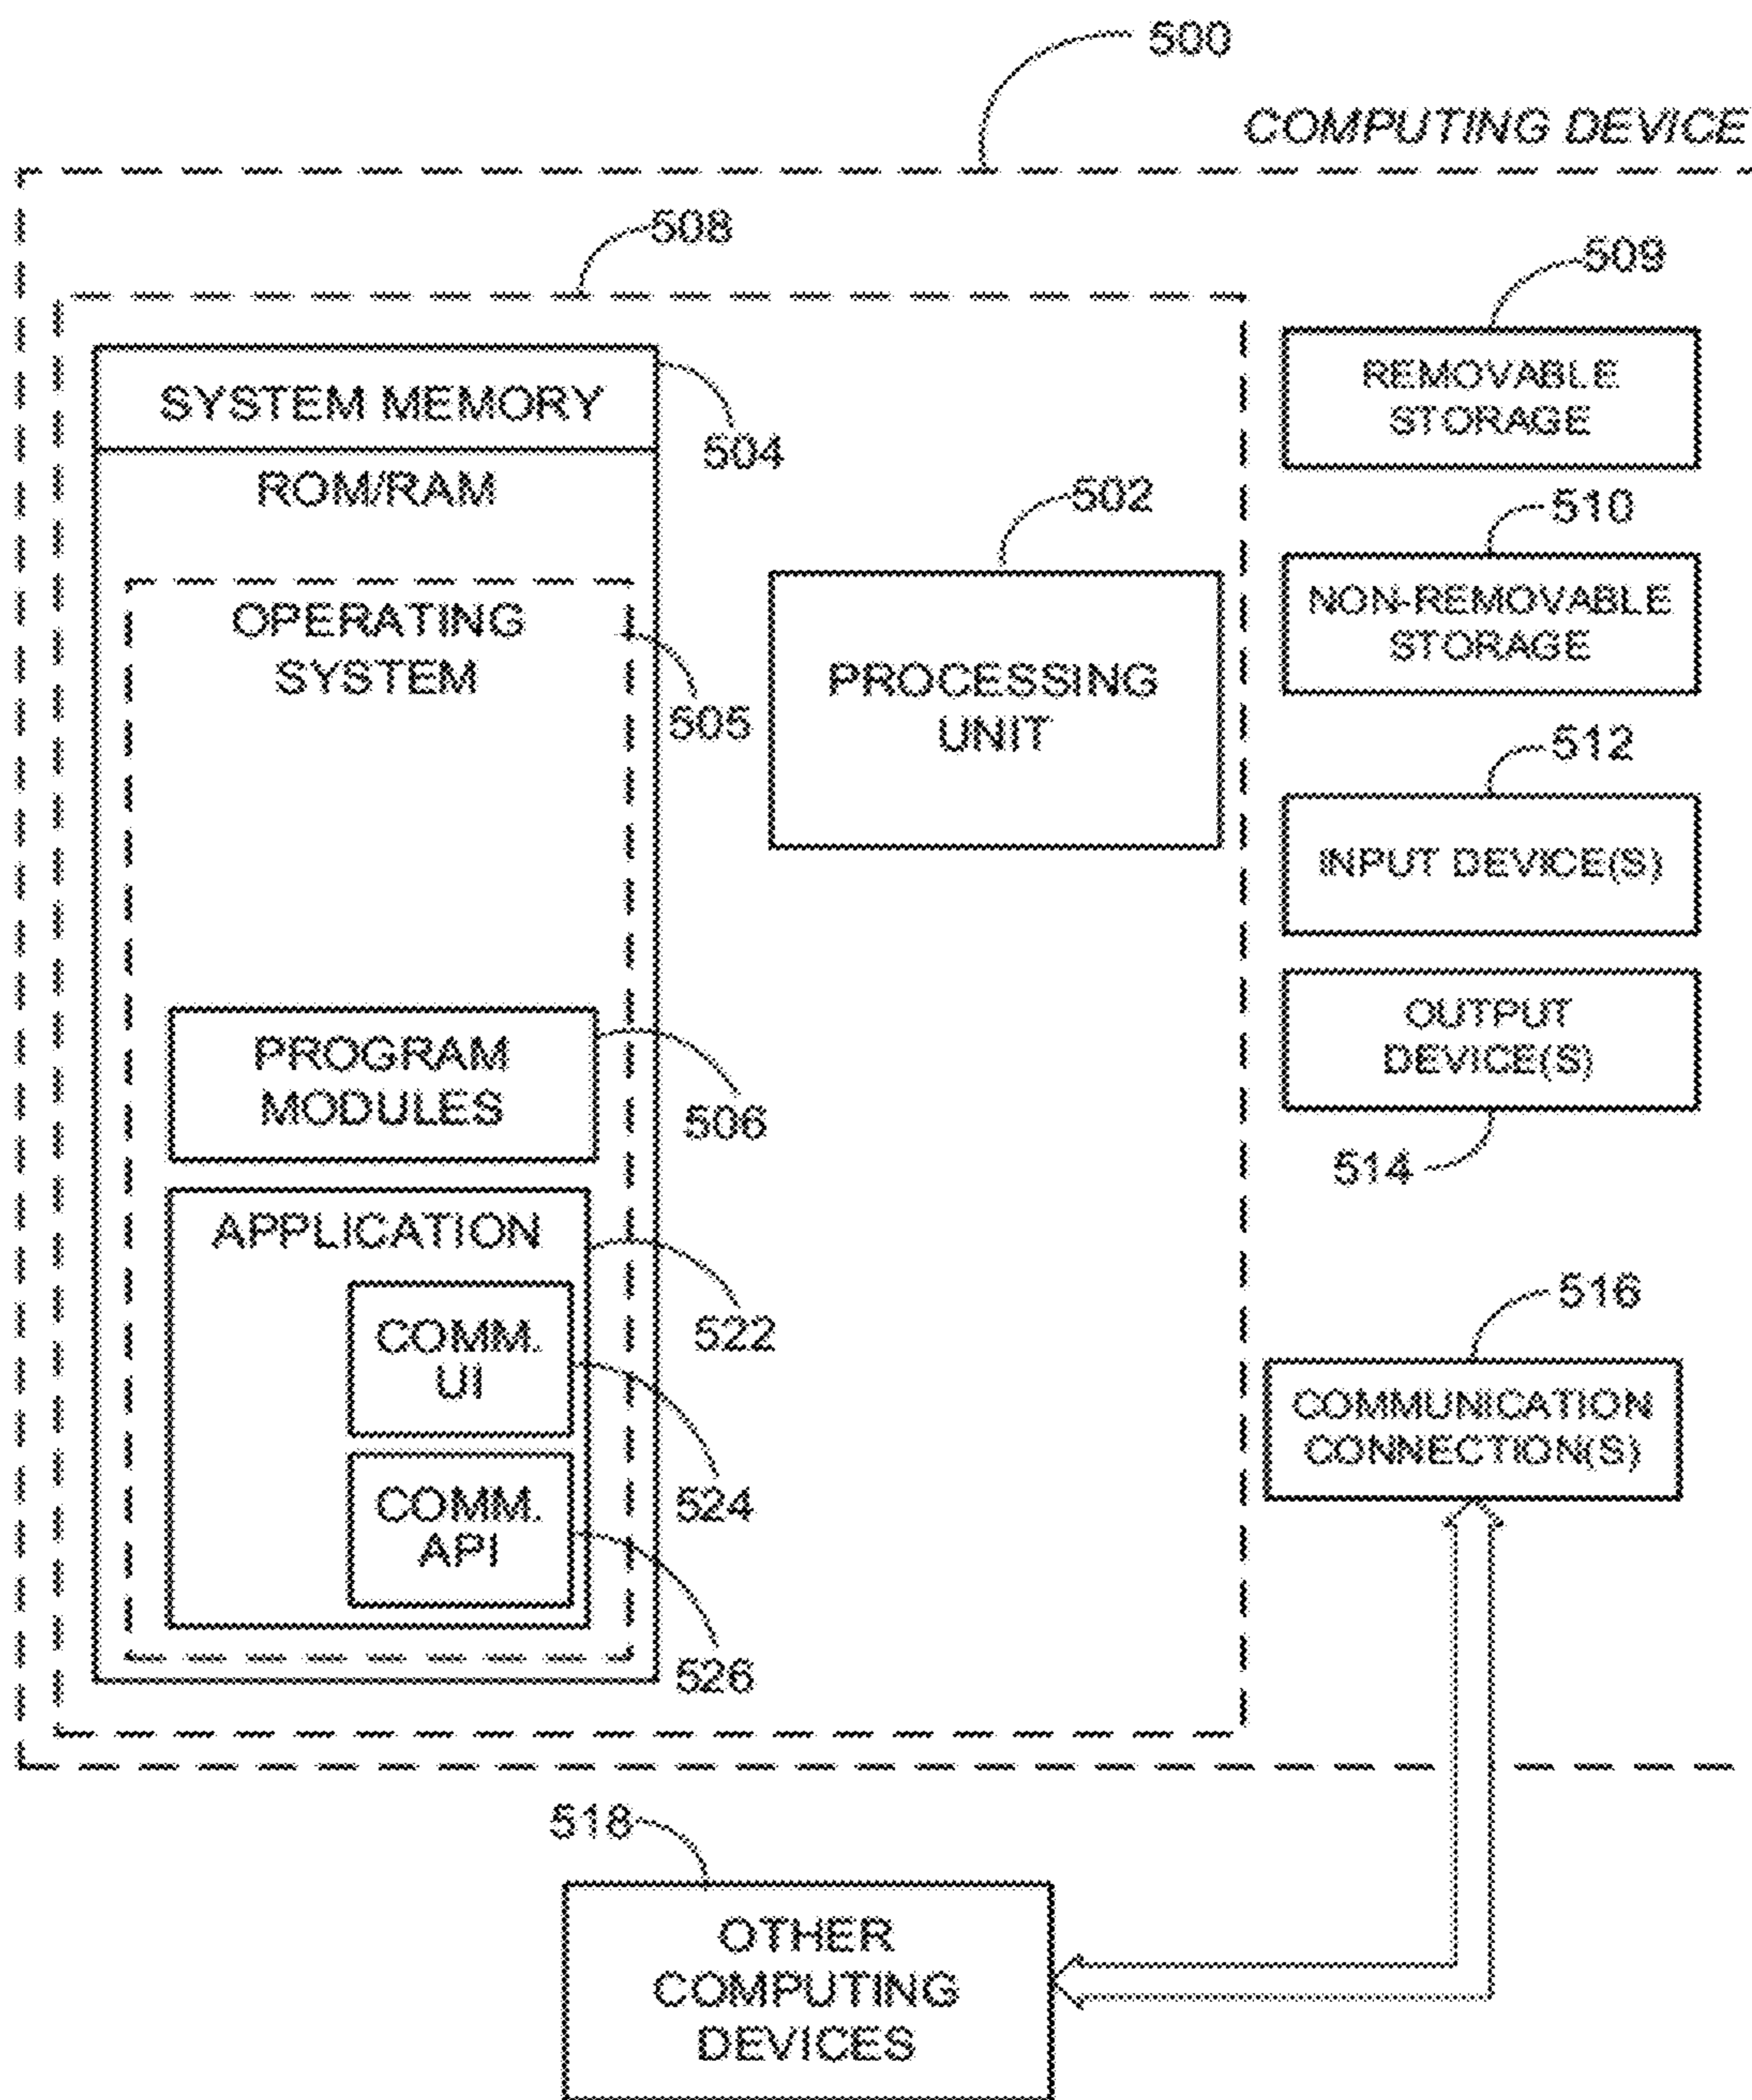 500
COMPUTING DEVICE
508
509
SYSTEM MEMORY
504
ROM/RAM
REMOVABLE
STORAGE
502
510
OPERATING
SYSTEM
505
PROCESSING
UNIT
NON-REMOVABLE
STORAGE
512
INPUT DEVICE(S)
OUTPUT
DEVICE(S)
514
PROGRAM
MODULES
506
APPLICATION
522
COMM.
UI
524
COMM.
API
526
516
COMMUNICATION
CONNECTION(S)
518
OTHER
COMPUTING
DEVICES